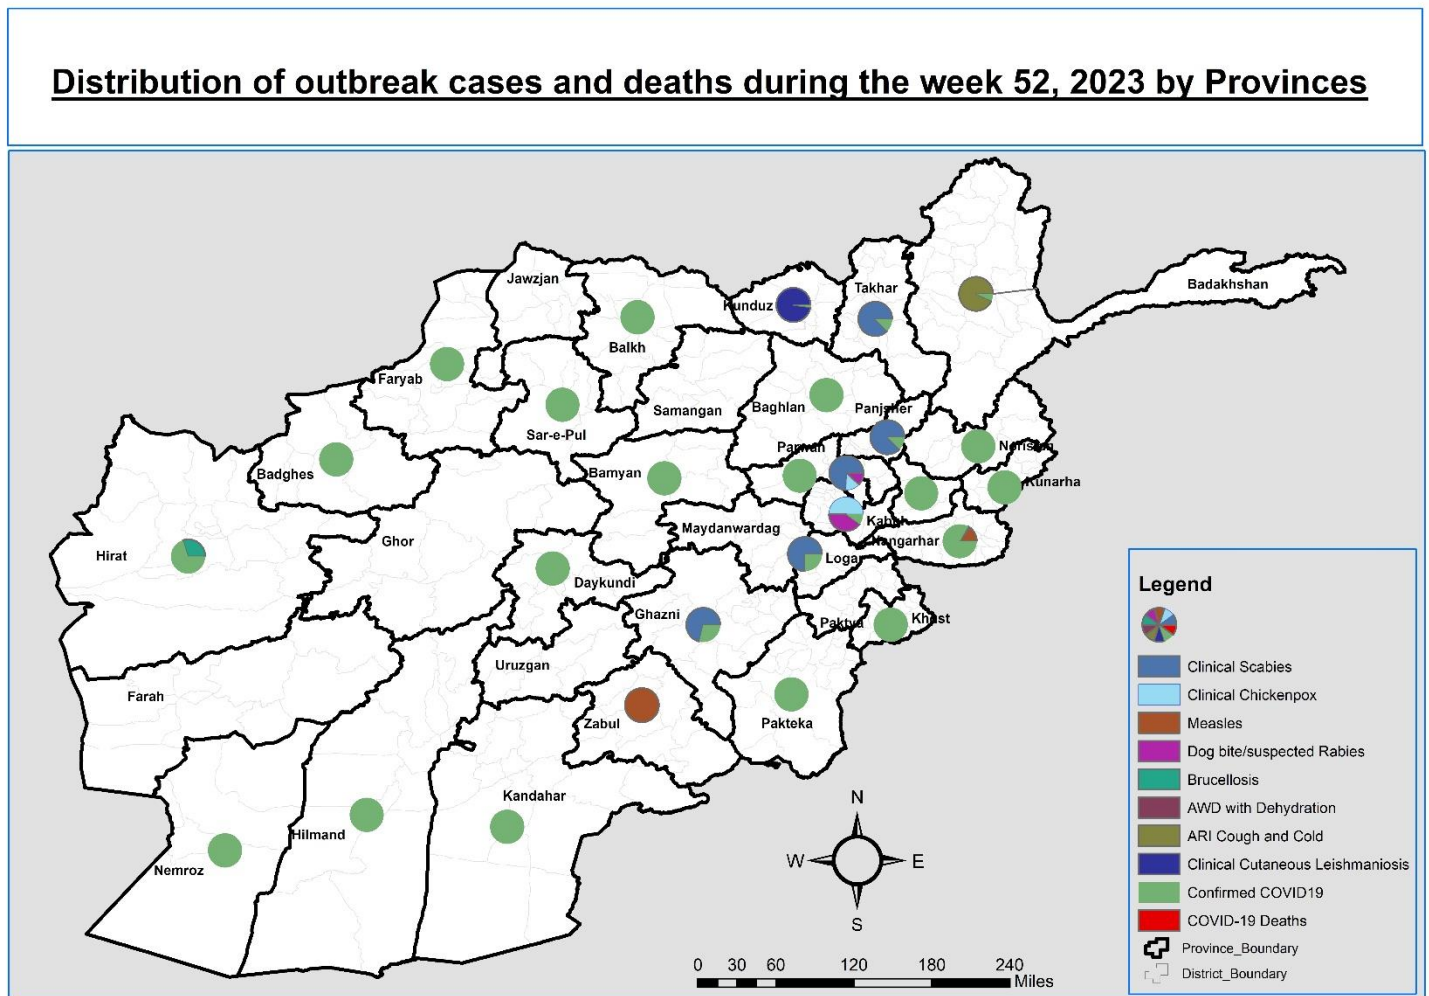 Distribution of outbreak cases and deaths during the week 52, 2023 by Provinces
Jawzjan
Kunduz
Takhar
Badakhshan
Balkh
Faryab
Samangan
Baghlan
Panjsher
Sar-e-Pul
Parwan
Badghes
Bamyan
Kunarha
Hirat
Ghor
Maydanwardag
Kabul
Nangarhar
Logar
Daykundi
Ghazni
Paktya
Khost
Uruzgan
Farah
Zabul
Pakteka
Kandahar
Hilmand
Nemroz
N
W
E
S
0 30 60 120 180 240
Miles
Legend
Clinical Scabies
Clinical Chickenpox
Measles
Dog bite/suspected Rabies
Brucellosis
AWD with Dehydration
ARI Cough and Cold
Clinical Cutaneous Leishmaniosis
Confirmed COVID19
COVID-19 Deaths
Province_Boundary
District_Boundary